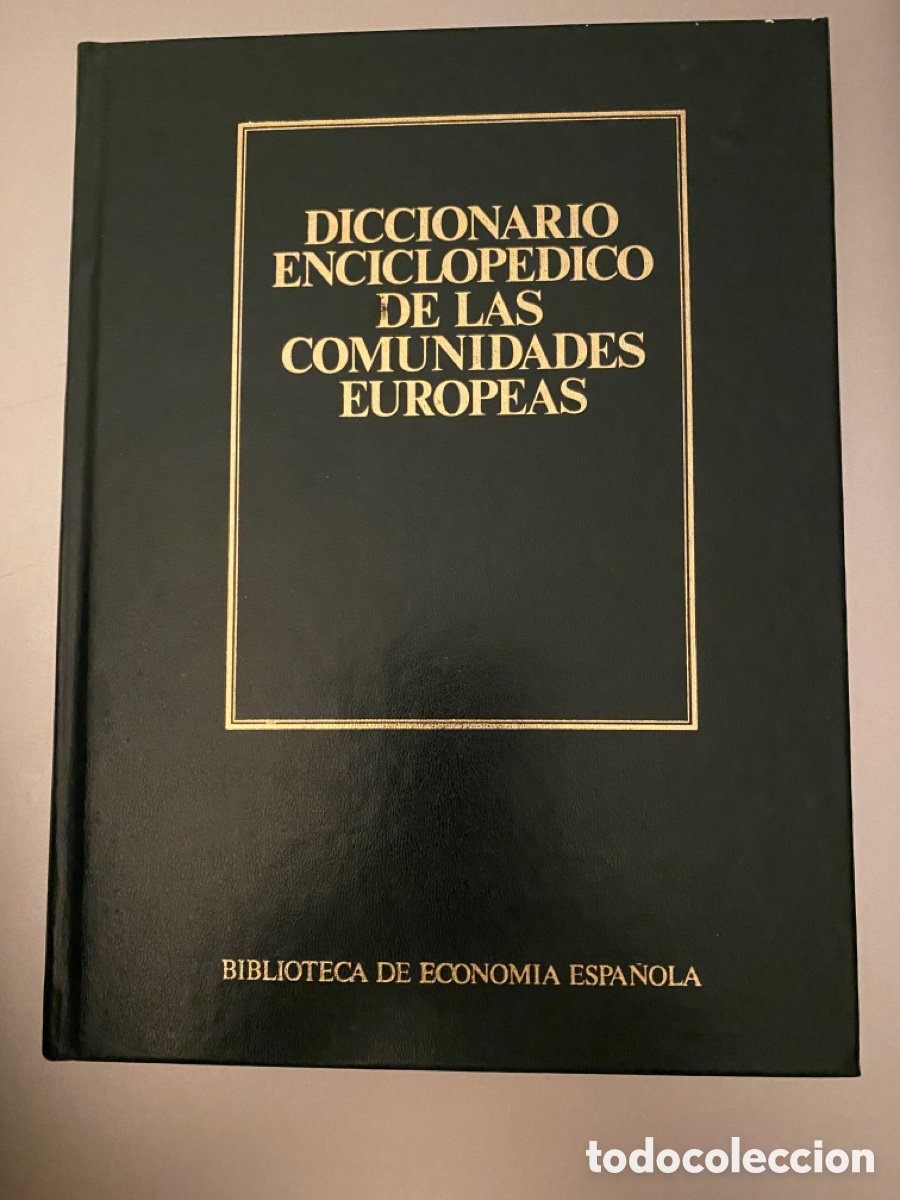 DICCIONARIO
ENCICLOPEDICO
DE LAS
COMUNIDADES
EUROPEAS
BIBLIOTECA DE ECONOMIA ESPAÑOLA
todocoleccion